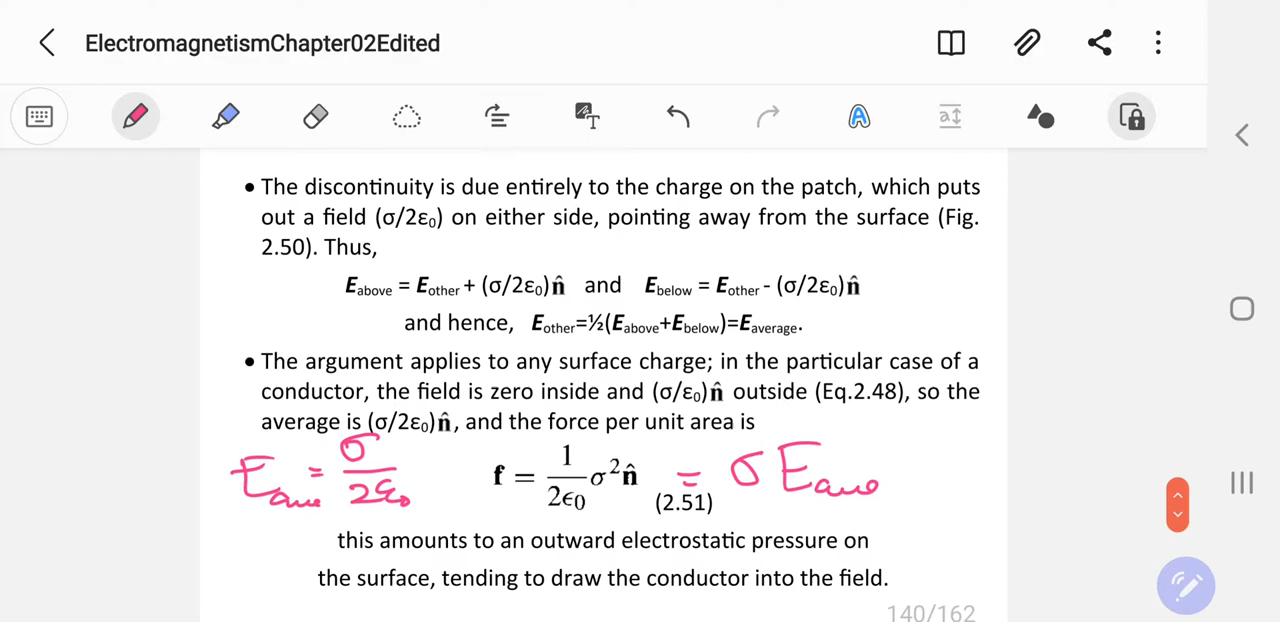 ElectromagnetismChapter02Edited
• The discontinuity is due entirely to the charge on the patch, which puts
out a field (σ/2ε₀) on either side, pointing away from the surface (Fig.
2.50). Thus,
E_above = E_other + (σ/2ε₀)n̂ and E_below = E_other - (σ/2ε₀)n̂
and hence, E_other=½(E_above+E_below)=E_average.
• The argument applies to any surface charge; in the particular case of a
conductor, the field is zero inside and (σ/ε₀)n̂ outside (Eq.2.48), so the
average is (σ/2ε₀)n̂, and the force per unit area is
E_ave = σ/2ε₀ f = 1/2ϵ₀ σ²n̂ = σ E_ave
(2.51)
this amounts to an outward electrostatic pressure on
the surface, tending to draw the conductor into the field.
140/162